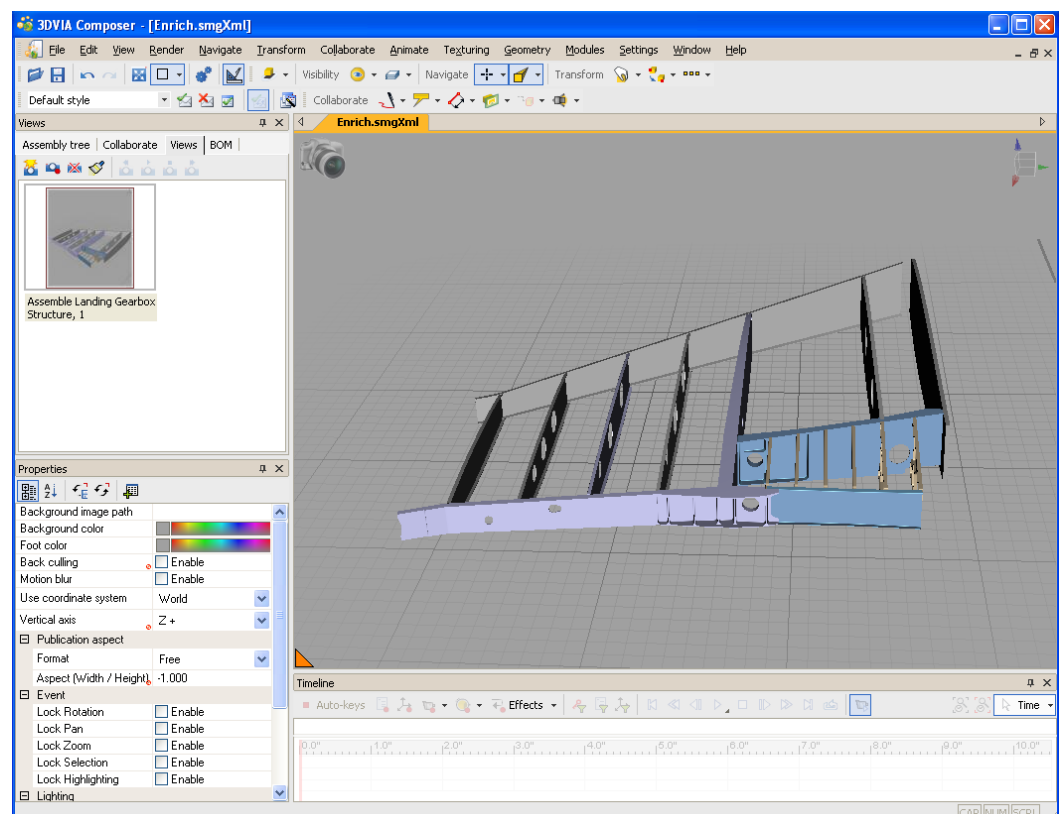 3DVIA Composer - [Enrich.smgXml]
File Edit View Render Navigate Transform Collaborate Animate Texturing Geometry Modules Settings Window Help
Visibility Navigate Transform
Default style Collaborate
Views
Enrich.smgXml
Assembly tree Collaborate Views BOM
Assemble Landing Gearbox
Structure, 1
Properties
Background image path
Background color
Foot color
Back culling Enable
Motion blur Enable
Use coordinate system World
Vertical axis Z +
Publication aspect
Format Free
Aspect (Width / Height) -1.000
Event
Lock Rotation Enable
Lock Pan Enable
Lock Zoom Enable
Lock Selection Enable
Lock Highlighting Enable
Lighting
Timeline
Auto-keys Effects Time
0.0" 1.0" 2.0" 3.0" 4.0" 5.0" 6.0" 7.0" 8.0" 9.0" 10.0"
CAP NUM SCRL